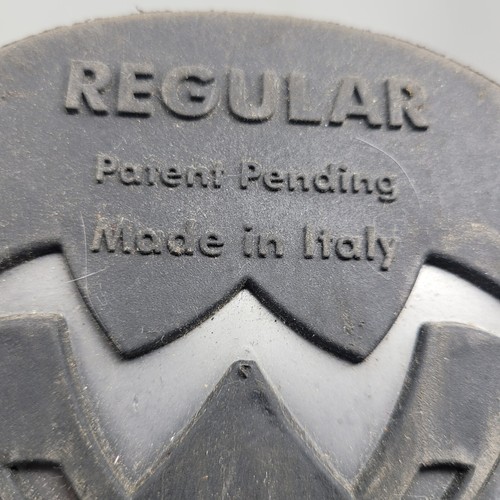 REGULAR
Patent Pending
Made in Italy